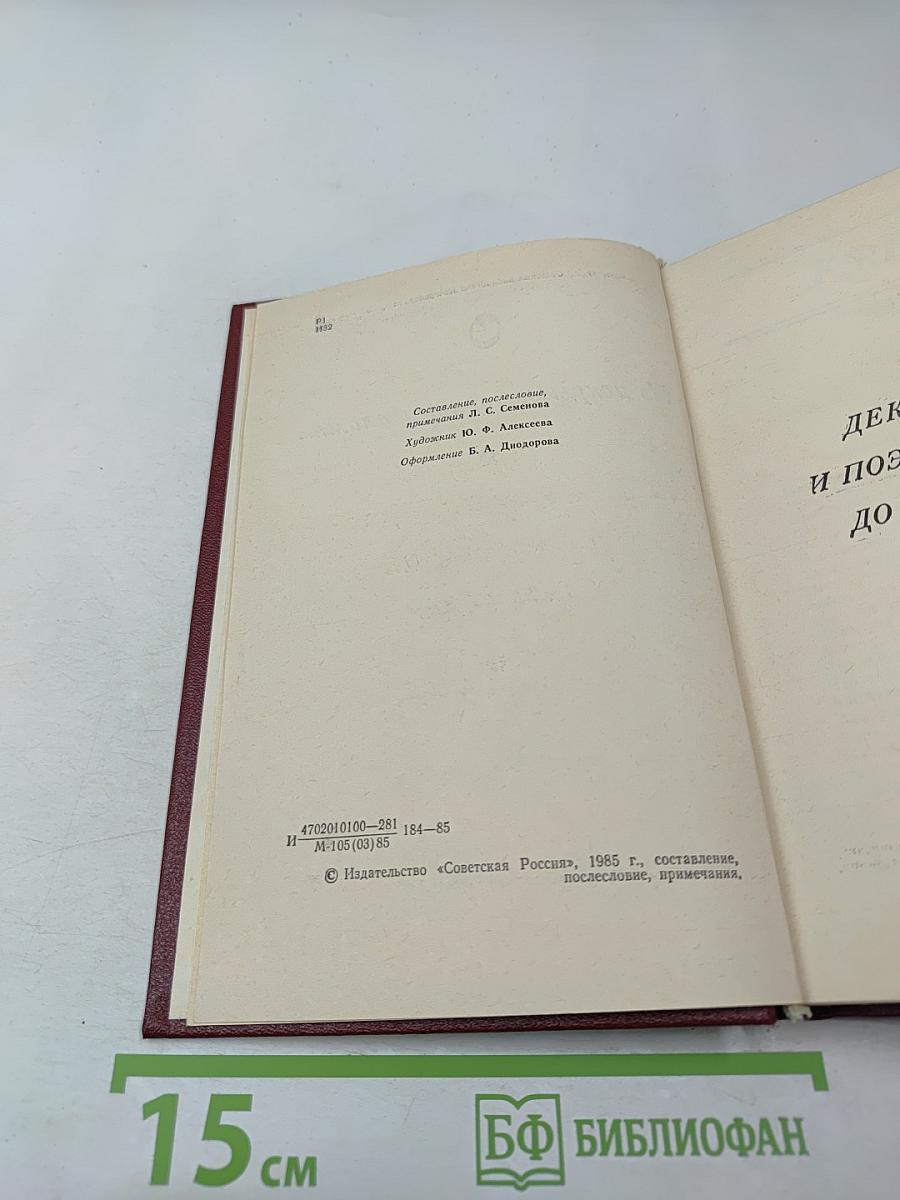 Р1
И32
Составление, послесловие,
примечания Л. С. Семенова
Художник Ю. Ф. Алексеева
Оформление Б. А. Диодорова
И 4702010100—281 184—85
М-105(03)85
© Издательство «Советская Россия», 1985 г., составление,
послесловие, примечания.
ДЕК
И ПОЭ
ДО
15 см
БФ БИБЛИОФАН